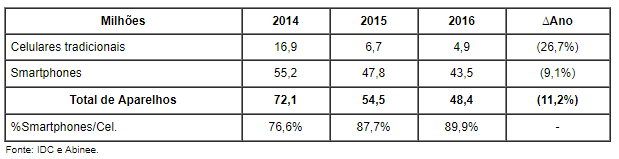 Milhões 2014 2015 2016 ∆Ano
Celulares tradicionais 16,9 6,7 4,9 (26,7%)
Smartphones 55,2 47,8 43,5 (9,1%)
Total de Aparelhos 72,1 54,5 48,4 (11,2%)
%Smartphones/Cel. 76,6% 87,7% 89,9% -
Fonte: IDC e Abinee.